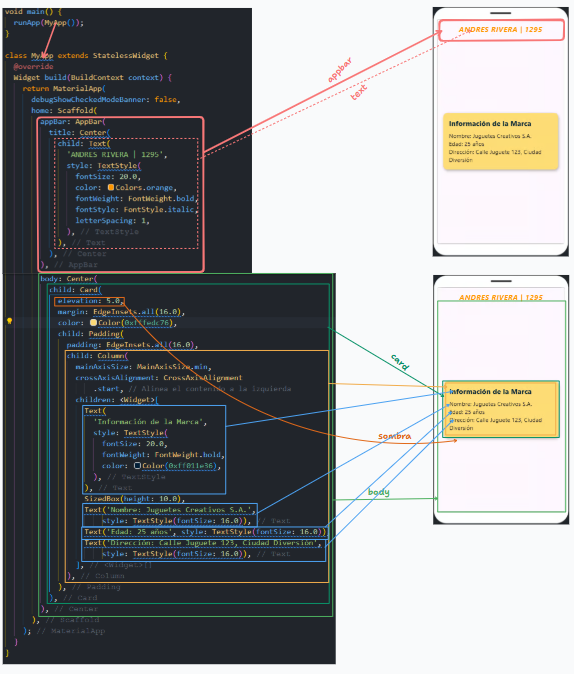 void main() {
runApp(MyApp());
}
class MyApp extends StatelessWidget {
@override
Widget build(BuildContext context) {
return MaterialApp(
debugShowCheckedModeBanner: false,
home: Scaffold(
appBar: AppBar(
title: Center(
child: Text(
'ANDRES RIVERA | 1295',
style: TextStyle(
fontSize: 20.0,
color: Colors.orange,
fontWeight: FontWeight.bold,
fontStyle: FontStyle.italic,
letterSpacing: 1,
), // TextStyle
), // Text
), // Center
), // AppBar
body: Center(
child: Card(
elevation: 5.0,
margin: EdgeInsets.all(16.0),
color: Color(0xfffedc76),
child: Padding(
padding: EdgeInsets.all(16.0),
child: Column(
mainAxisSize: MainAxisSize.min,
crossAxisAlignment: CrossAxisAlignment
.start, // Alinea el contenido a la izquierda
children: <Widget>[
Text(
'Información de la Marca',
style: TextStyle(
fontSize: 20.0,
fontWeight: FontWeight.bold,
color: Color(0xff011e36),
), // TextStyle
), // Text
SizedBox(height: 10.0),
Text('Nombre: Juguetes Creativos S.A.',
style: TextStyle(fontSize: 16.0)), // Text
Text('Edad: 25 años', style: TextStyle(fontSize: 16.0))
Text('Dirección: Calle Juguete 123, Ciudad Diversión',
style: TextStyle(fontSize: 16.0)), // Text
], // <Widget>[]
), // Column
), // Padding
), // Card
), // Center
), // Scaffold
); // MaterialApp
}
}
appbar
text
ANDRES RIVERA | 1295
Información de la Marca
Nombre: Juguetes Creativos S.A.
Edad: 25 años
Dirección: Calle Juguete 123, Ciudad
Diversión
card
sombra
body
ANDRES RIVERA | 1295
Información de la Marca
Nombre: Juguetes Creativos S.A.
Edad: 25 años
Dirección: Calle Juguete 123, Ciudad
Diversión